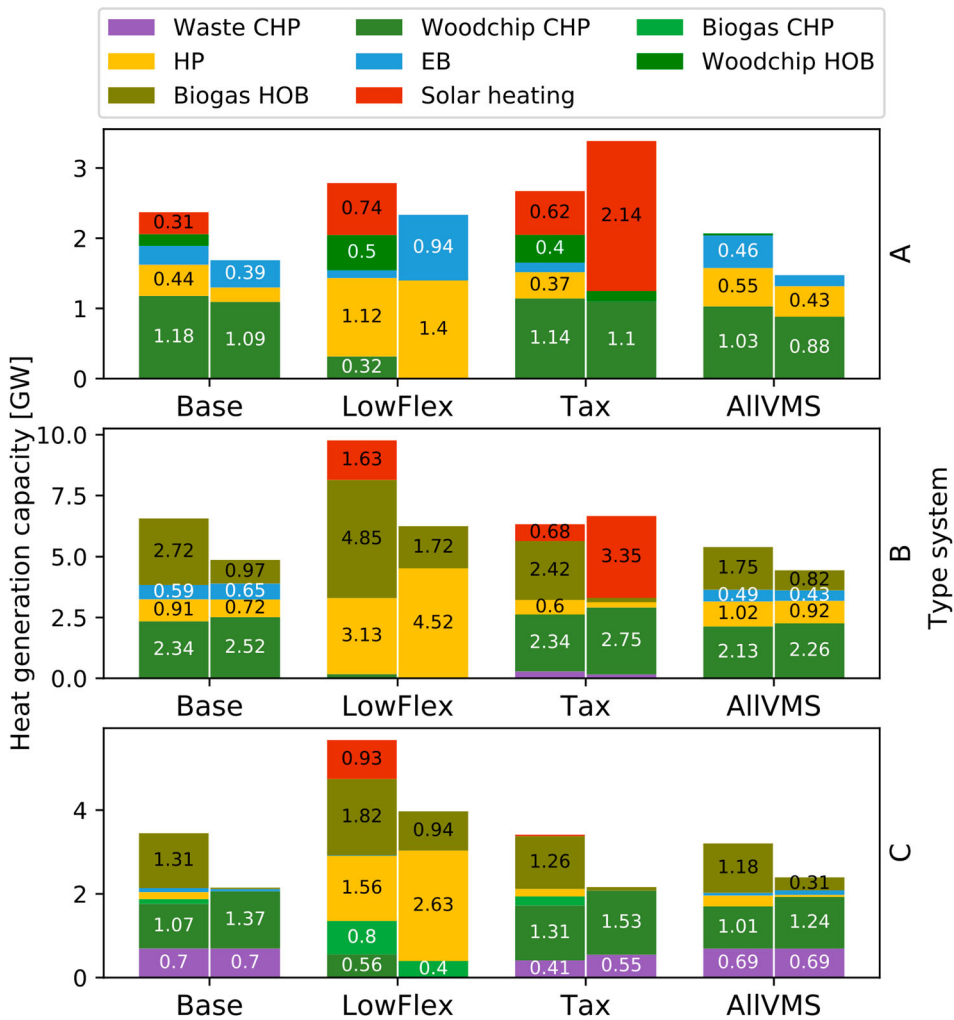 Waste CHP Woodchip CHP Biogas CHP
HP EB Woodchip HOB
Biogas HOB Solar heating
Heat generation capacity [GW]
Type system
3
2
1
0
0.31 0.74 0.62 2.14
0.5 0.94 0.4 0.46
0.44 0.39 1.12 0.37 0.55 0.43
1.18 1.09 0.32 1.4 1.14 1.1 1.03 0.88
A
Base LowFlex Tax AllVMS
10.0
7.5
5.0
2.5
0.0
1.63 0.68 3.35
2.72 0.97 4.85 1.72 2.42 1.75 0.82
0.59 0.65 0.49 0.43
0.91 0.72 3.13 4.52 0.6 1.02 0.92
2.34 2.52 2.34 2.75 2.13 2.26
B
Base LowFlex Tax AllVMS
4
2
0
0.93
1.31 1.82 0.94 1.26 1.18 0.31
1.56 2.63
1.07 1.37 0.8 1.31 1.53 1.01 1.24
0.7 0.7 0.56 0.4 0.41 0.55 0.69 0.69
C
Base LowFlex Tax AllVMS